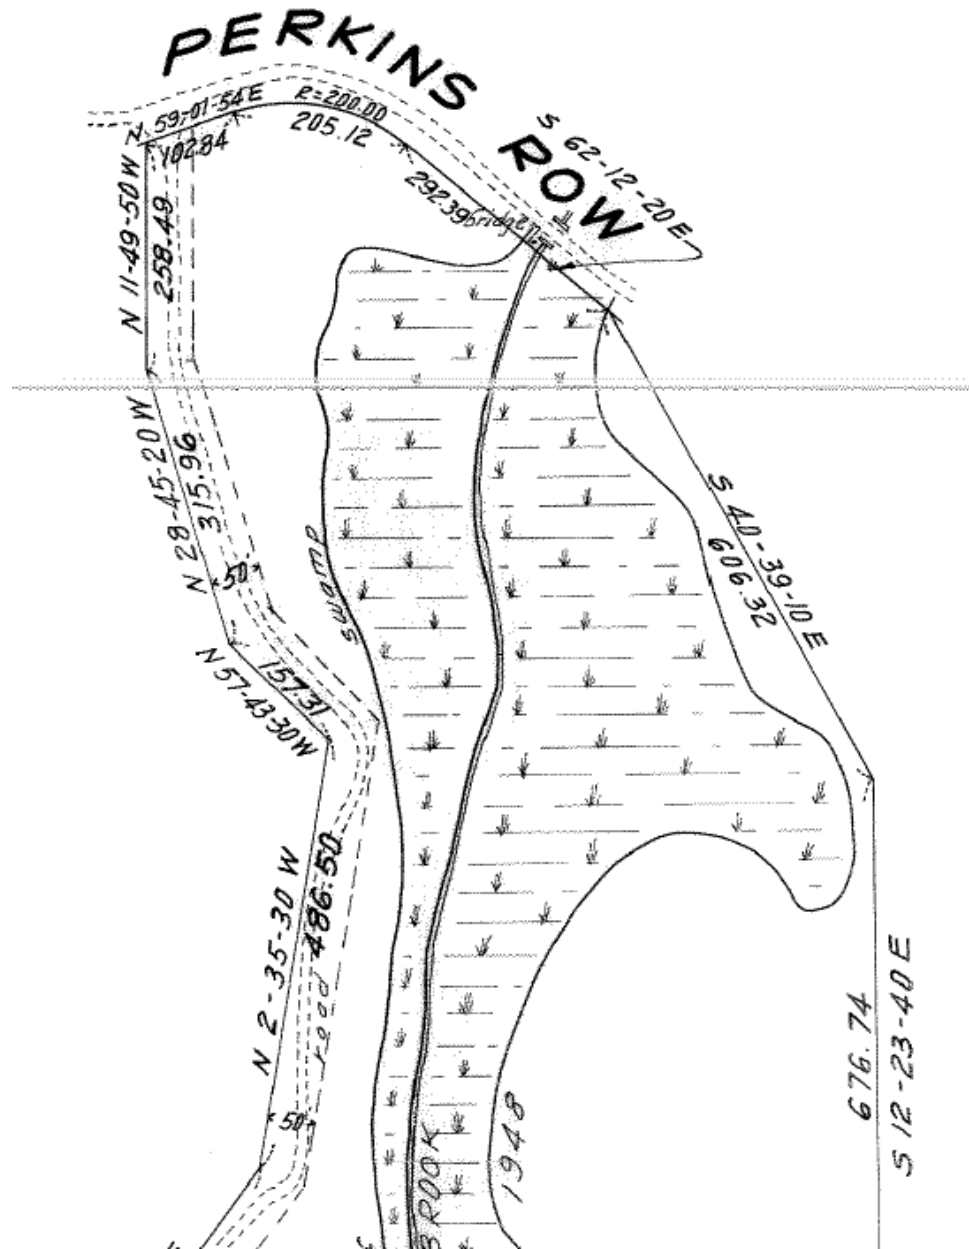 PERKINS ROW
N 59-01-54 E
102.84
R=200.00
205.12
S 62-12-20 E
292.39
bridge
N 11-49-50 W
258.49
N 28-45-20 W
315.96
50
swamp
S 40-39-10 E
606.32
N 57-43-30 W
157.31
N 2-35-30 W
486.50
road
50
676.74
S 12-23-40 E
1948
BROOK